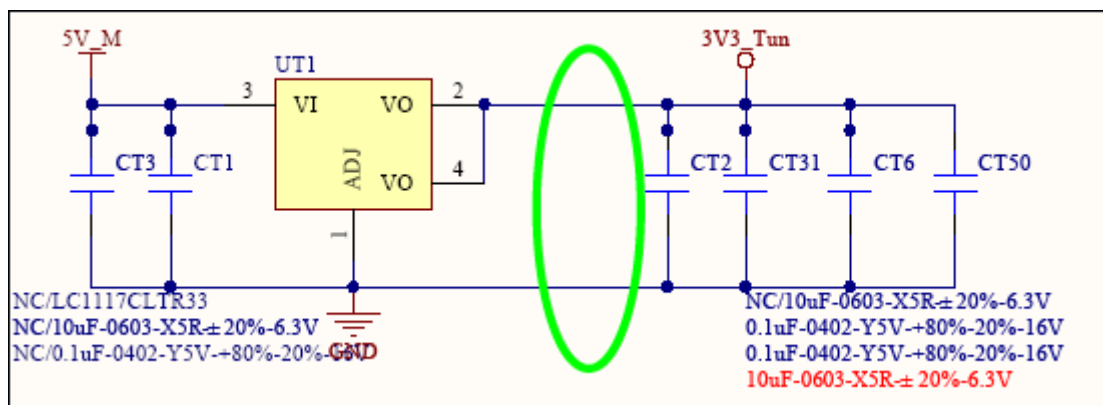 5V_M
3V3_Tun
UT1
3
VI
VO
2
CT3
CT1
ADJ
VO
4
CT2
CT31
CT6
CT50
1
NC/LC1117CLTR33
NC/10uF-0603-X5R-±20%-6.3V
NC/0.1uF-0402-Y5V-+80%-20%-16V
GND
NC/10uF-0603-X5R-±20%-6.3V
0.1uF-0402-Y5V-+80%-20%-16V
0.1uF-0402-Y5V-+80%-20%-16V
10uF-0603-X5R-±20%-6.3V